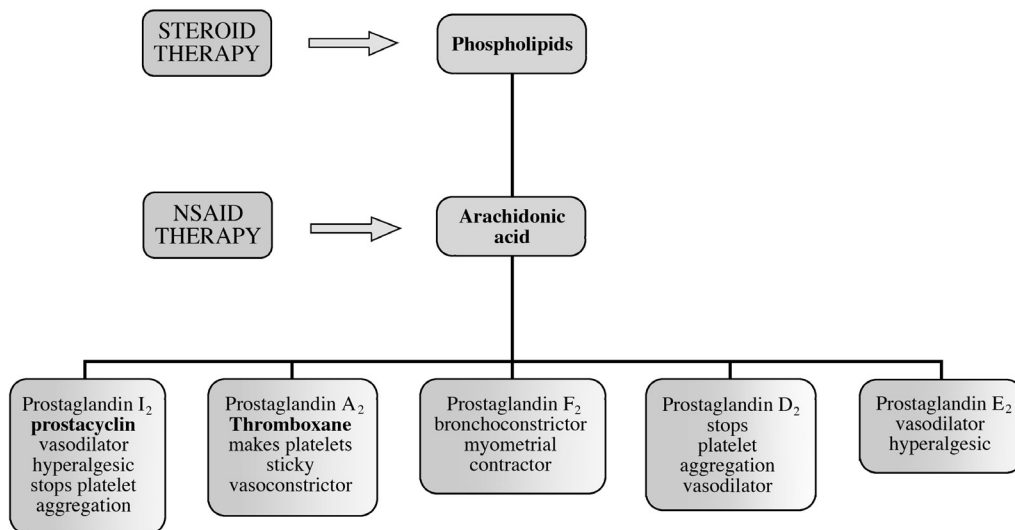 STEROID
THERAPY
Phospholipids
NSAID
THERAPY
Arachidonic
acid
Prostaglandin I₂
prostacyclin
vasodilator
hyperalgesic
stops platelet
aggregation
Prostaglandin A₂
Thromboxane
makes platelets
sticky
vasoconstrictor
Prostaglandin F₂
bronchoconstrictor
myometrial
contractor
Prostaglandin D₂
stops
platelet
aggregation
vasodilator
Prostaglandin E₂
vasodilator
hyperalgesic